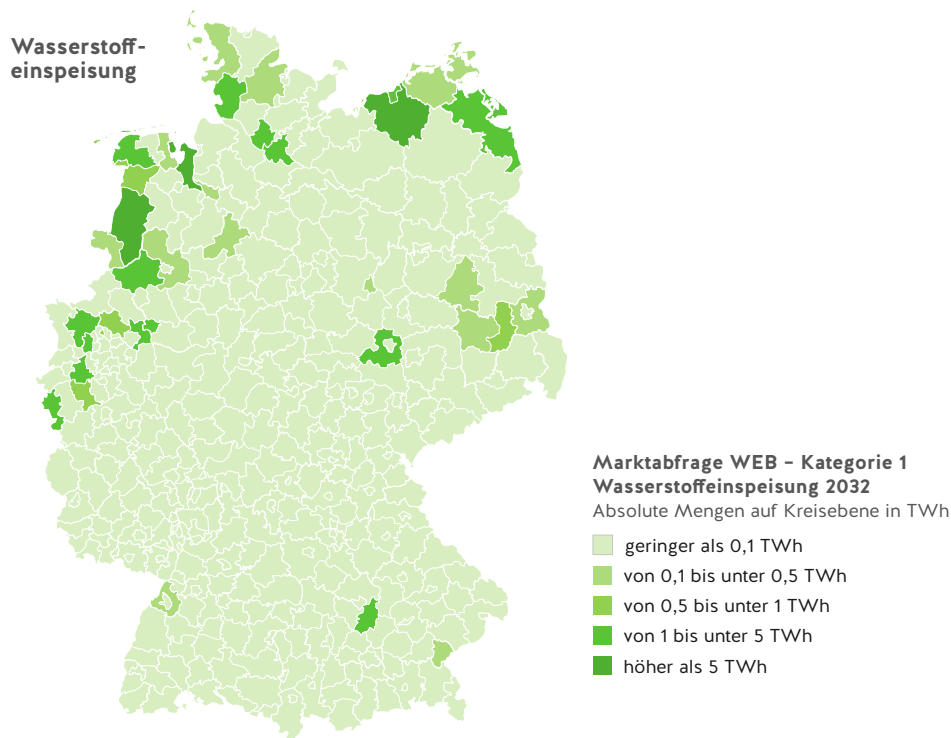 Wasserstoff-
einspeisung
Marktabfrage WEB – Kategorie 1
Wasserstoffeinspeisung 2032
Absolute Mengen auf Kreisebene in TWh
geringer als 0,1 TWh
von 0,1 bis unter 0,5 TWh
von 0,5 bis unter 1 TWh
von 1 bis unter 5 TWh
höher als 5 TWh